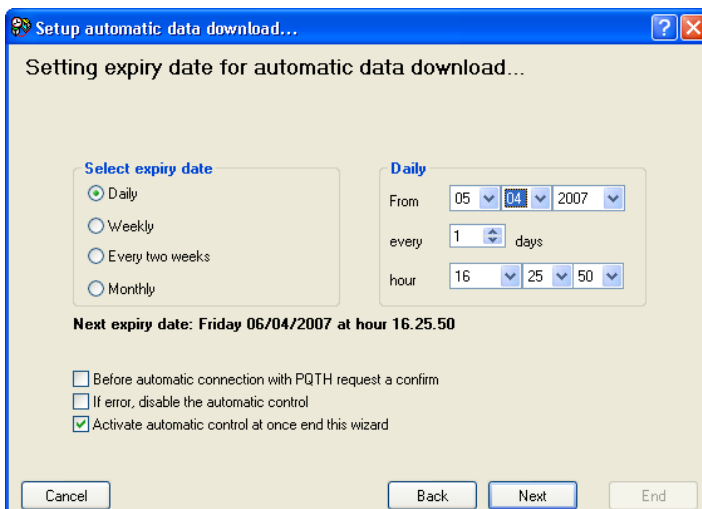 Setup automatic data download...
Setting expiry date for automatic data download...
Select expiry date
Daily
Weekly
Every two weeks
Monthly
Daily
From 05 04 2007
every 1 days
hour 16 25 50
Next expiry date: Friday 06/04/2007 at hour 16.25.50
Before automatic connection with PQTH request a confirm
If error, disable the automatic control
Activate automatic control at once end this wizard
Cancel Back Next End